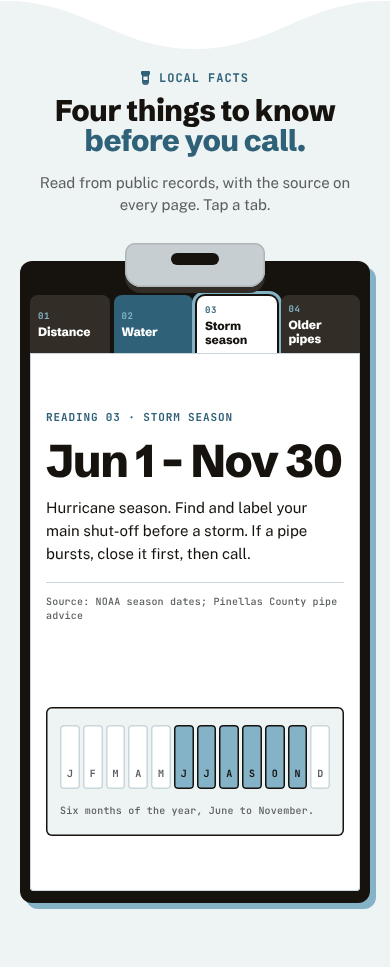 LOCAL FACTS
Four things to know
before you call.
Read from public records, with the source on
every page. Tap a tab.
01
Distance
02
Water
03
Storm
season
04
Older
pipes
READING 03 · STORM SEASON
Jun 1 – Nov 30
Hurricane season. Find and label your
main shut-off before a storm. If a pipe
bursts, close it first, then call.
Source: NOAA season dates; Pinellas County pipe
advice
J F M A M J J A S O N D
Six months of the year, June to November.